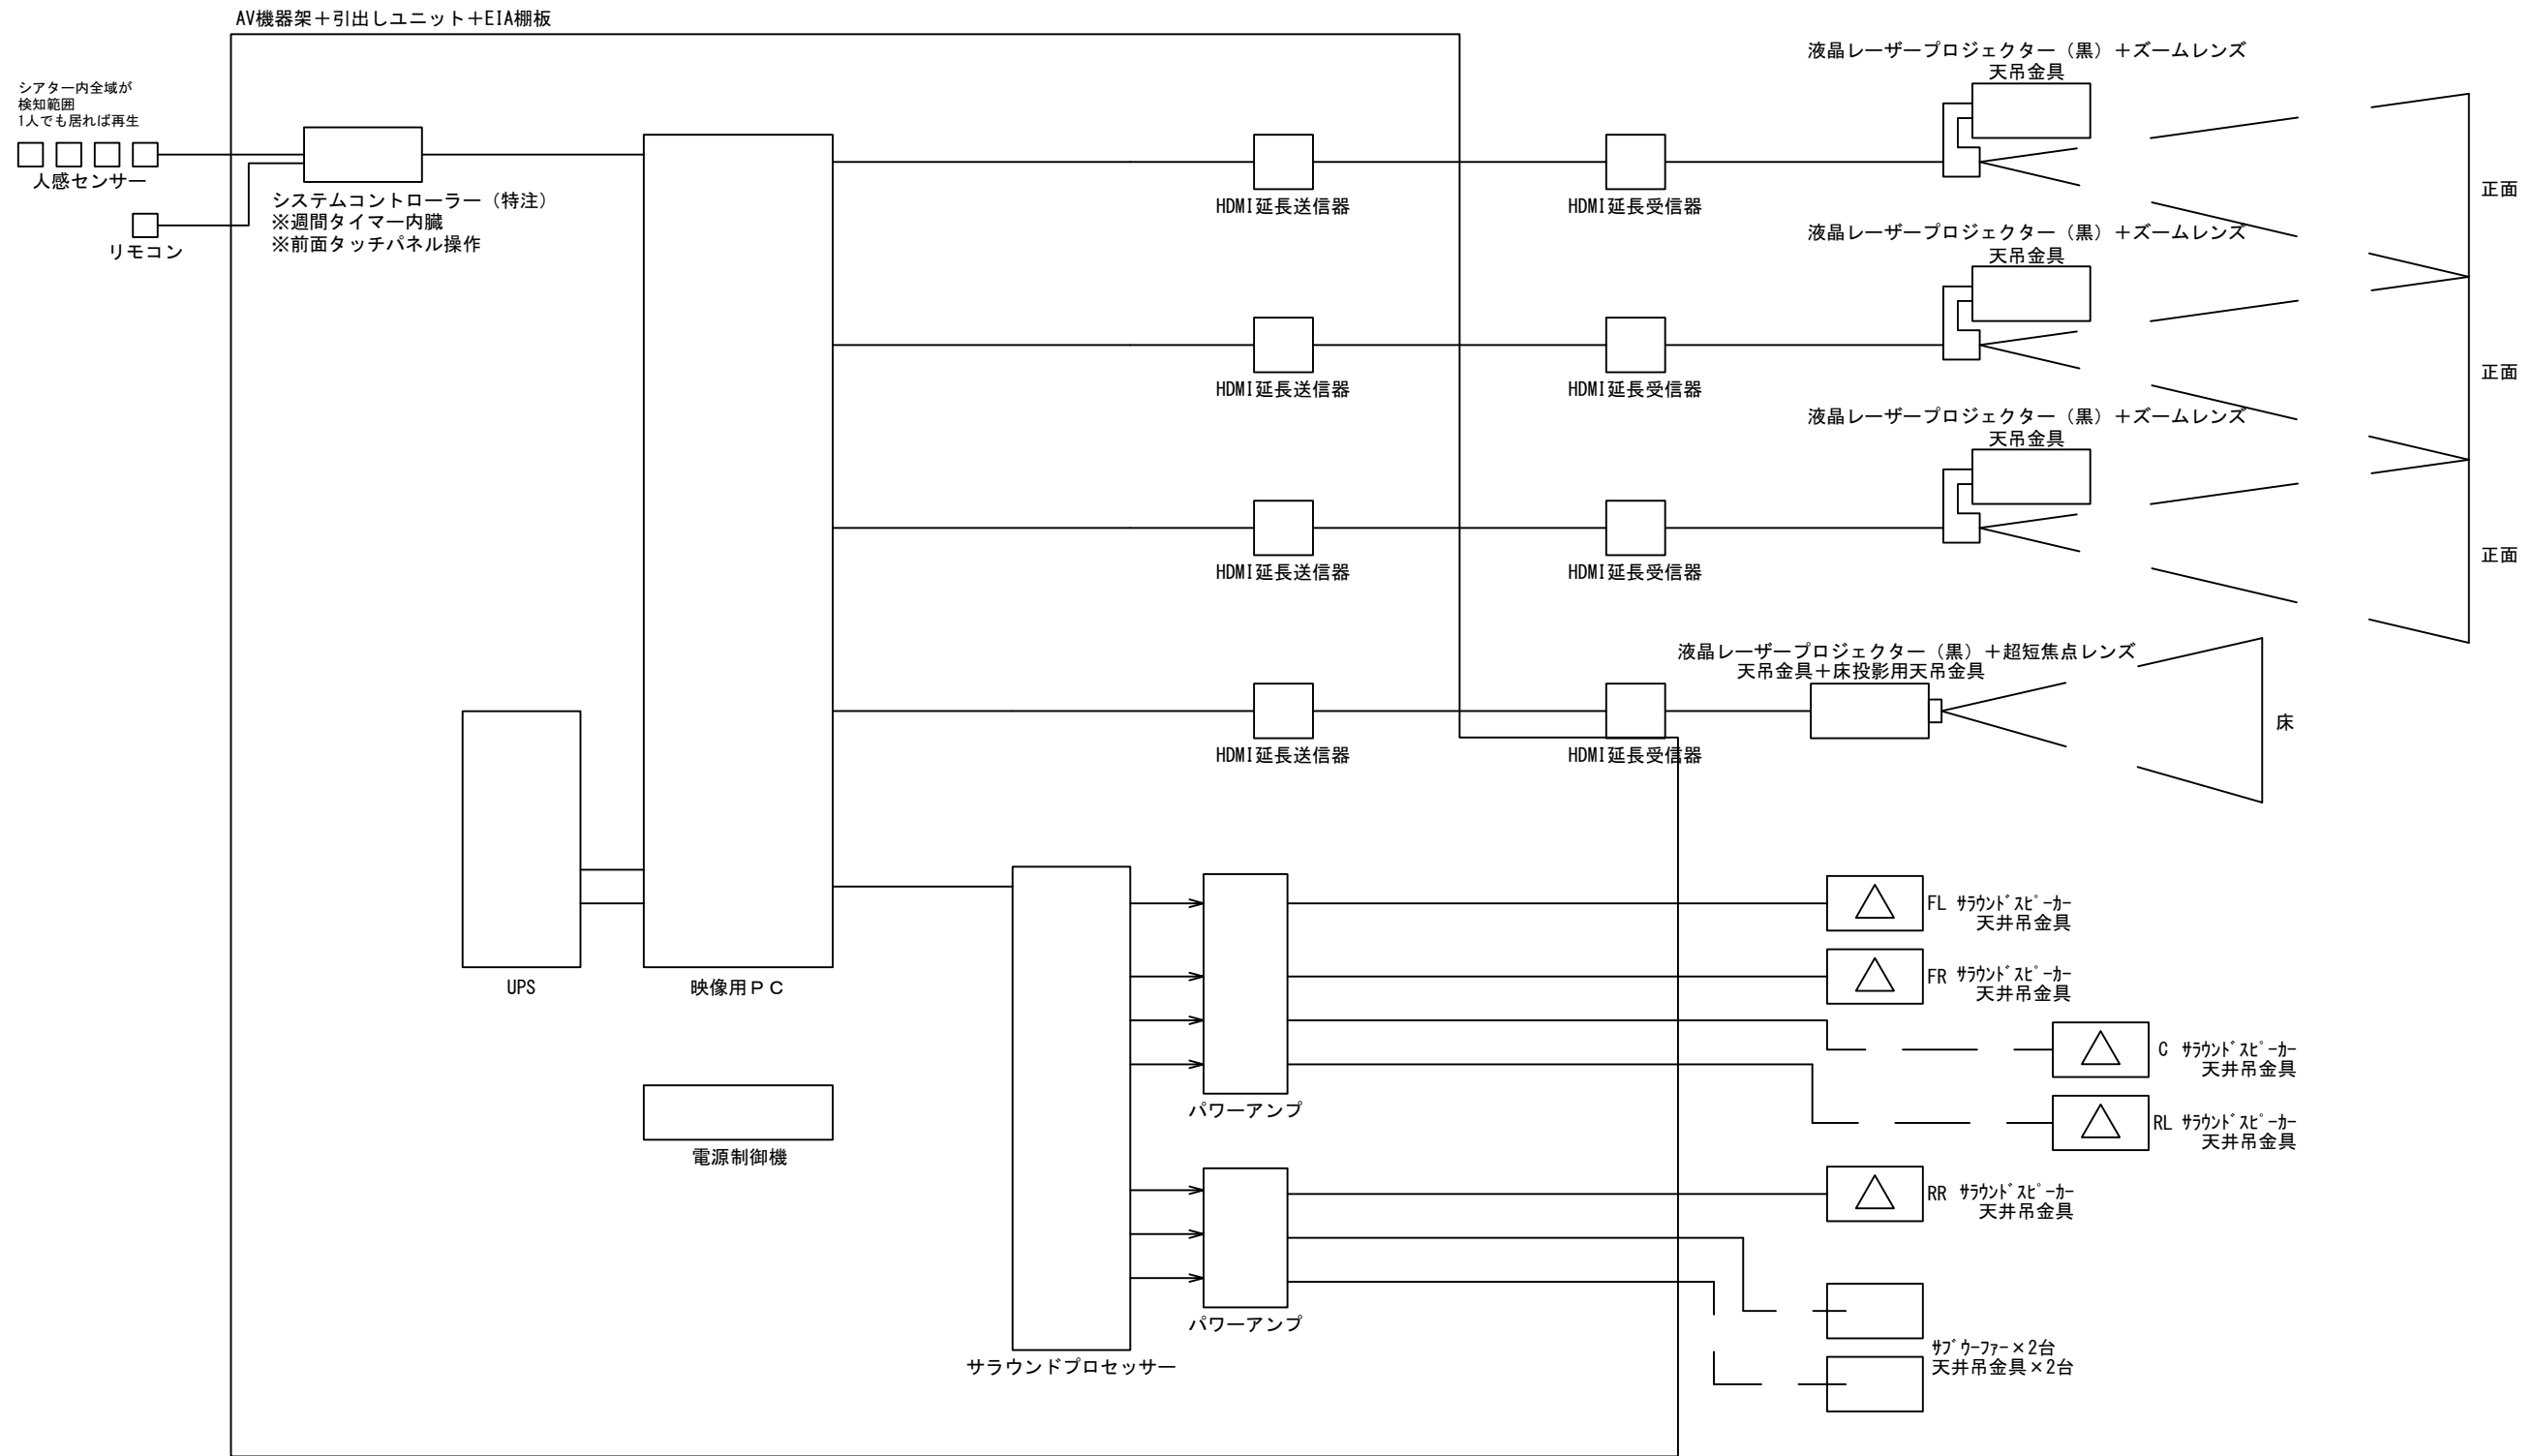 AV機器架＋引出しユニット＋EIA棚板
シアター内全域が
検知範囲
1人でも居れば再生
人感センサー
リモコン
システムコントローラー（特注）
※週間タイマー内臓
※前面タッチパネル操作
HDMI延長送信器
HDMI延長受信器
液晶レーザープロジェクター（黒）＋ズームレンズ
天吊金具
正面
HDMI延長送信器
HDMI延長受信器
液晶レーザープロジェクター（黒）＋ズームレンズ
天吊金具
正面
HDMI延長送信器
HDMI延長受信器
液晶レーザープロジェクター（黒）＋ズームレンズ
天吊金具
正面
HDMI延長送信器
HDMI延長受信器
液晶レーザープロジェクター（黒）＋超短焦点レンズ
天吊金具＋床投影用天吊金具
床
UPS
映像用ＰＣ
電源制御機
サラウンドプロセッサー
パワーアンプ
パワーアンプ
FL ｻﾗｳﾝﾄﾞｽﾋﾟｰｶｰ
天井吊金具
FR ｻﾗｳﾝﾄﾞｽﾋﾟｰｶｰ
天井吊金具
C ｻﾗｳﾝﾄﾞｽﾋﾟｰｶｰ
天井吊金具
RL ｻﾗｳﾝﾄﾞｽﾋﾟｰｶｰ
天井吊金具
RR ｻﾗｳﾝﾄﾞｽﾋﾟｰｶｰ
天井吊金具
ｻﾌﾞｳｰﾌｧｰ×2台
天井吊金具×2台